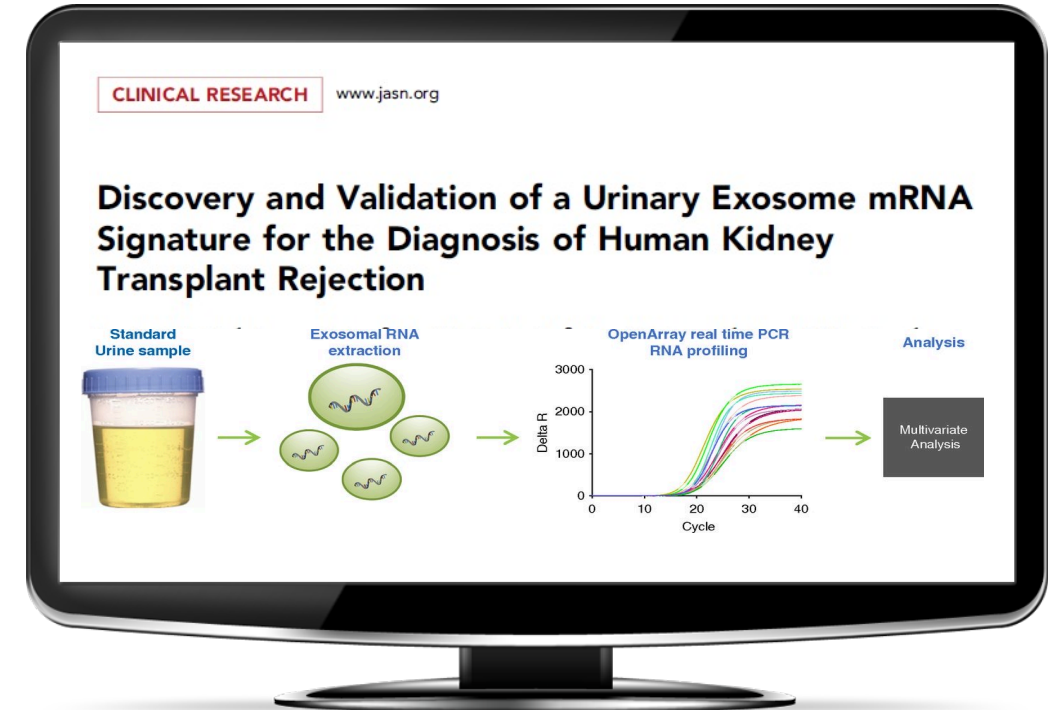 CLINICAL RESEARCH www.jasn.org
Discovery and Validation of a Urinary Exosome mRNA
Signature for the Diagnosis of Human Kidney
Transplant Rejection
Standard
Urine sample
Exosomal RNA
extraction
OpenArray real time PCR
RNA profiling
Analysis
3000
2000
1000
0
Delta R
0 10 20 30 40
Cycle
Multivariate
Analysis